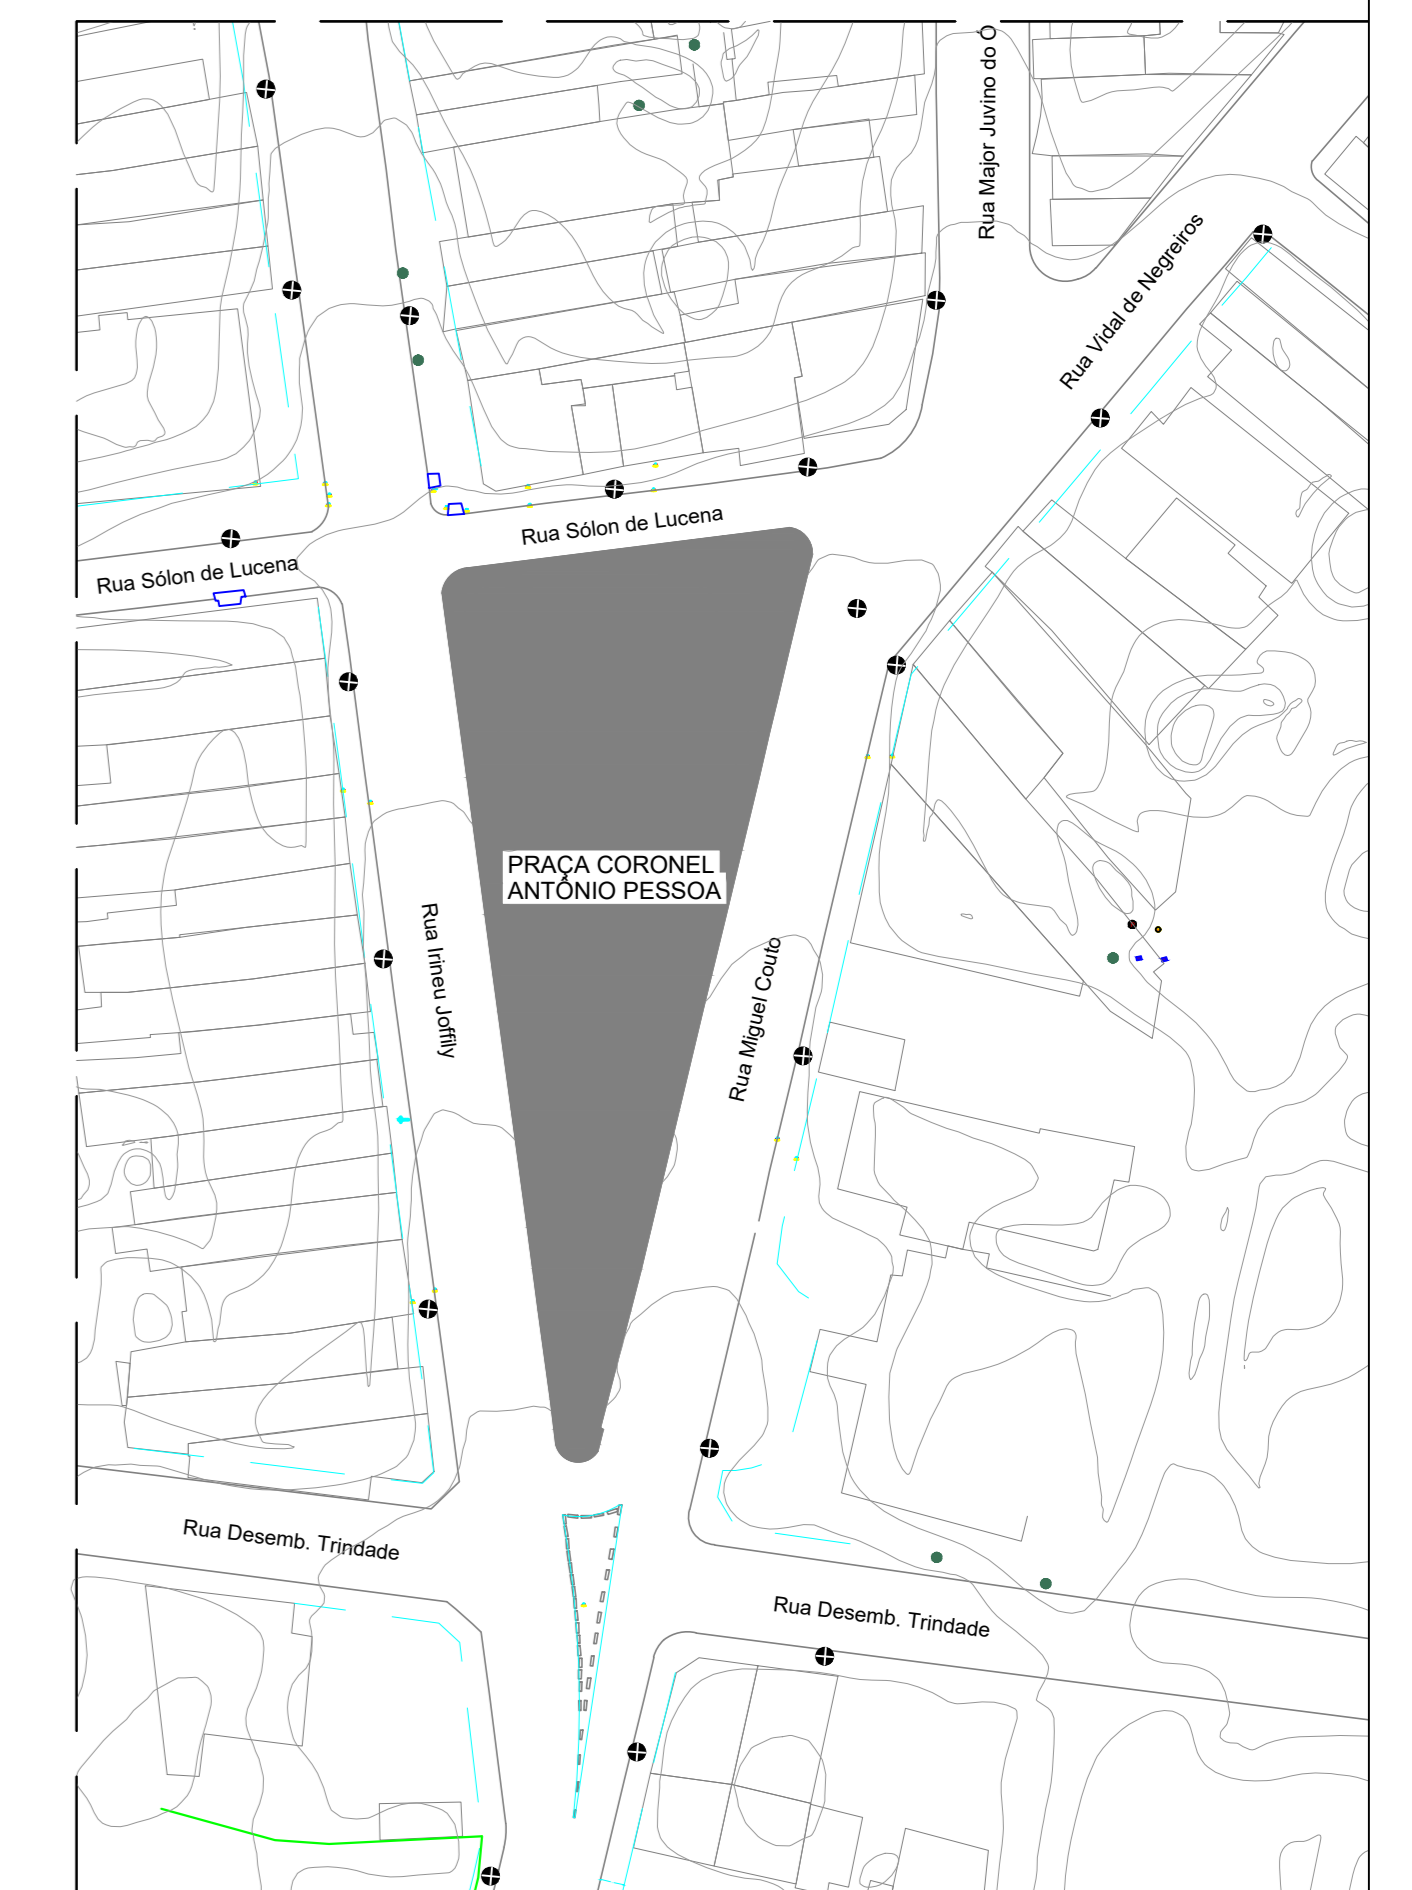 Rua Major Juvino do Ó
Rua Vidal de Negreiros
Rua Sólon de Lucena
Rua Sólon de Lucena
PRAÇA CORONEL
ANTÔNIO PESSOA
Rua Irineu Joffily
Rua Miguel Couto
Rua Desemb. Trindade
Rua Desemb. Trindade